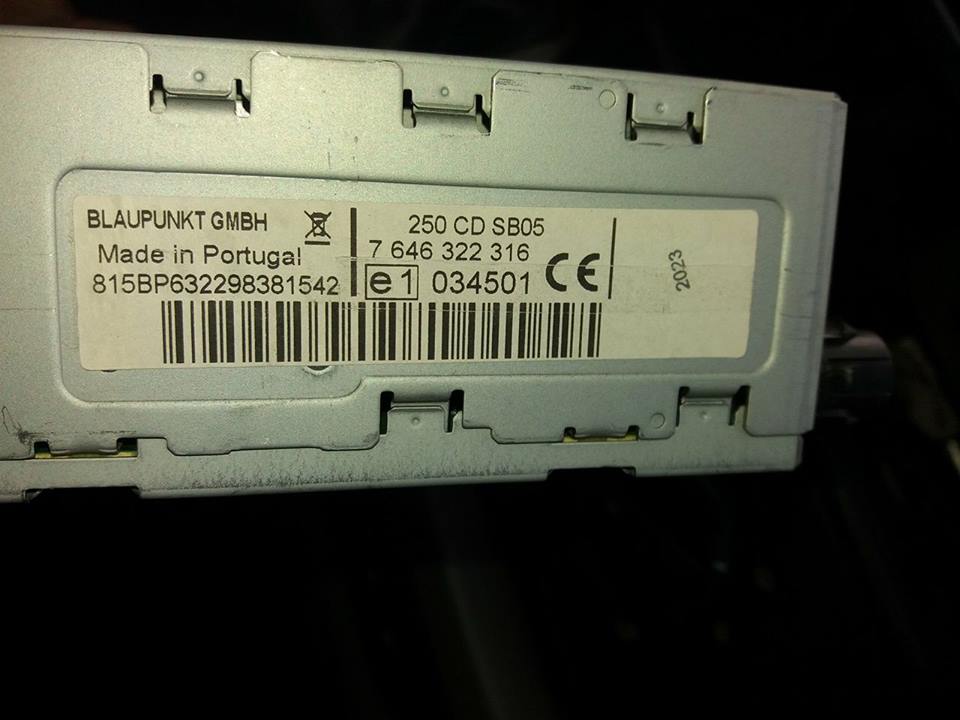 BLAUPUNKT GMBH
Made in Portugal
815BP632298381542
250 CD SB05
7 646 322 316
e1 034501 CE
2023